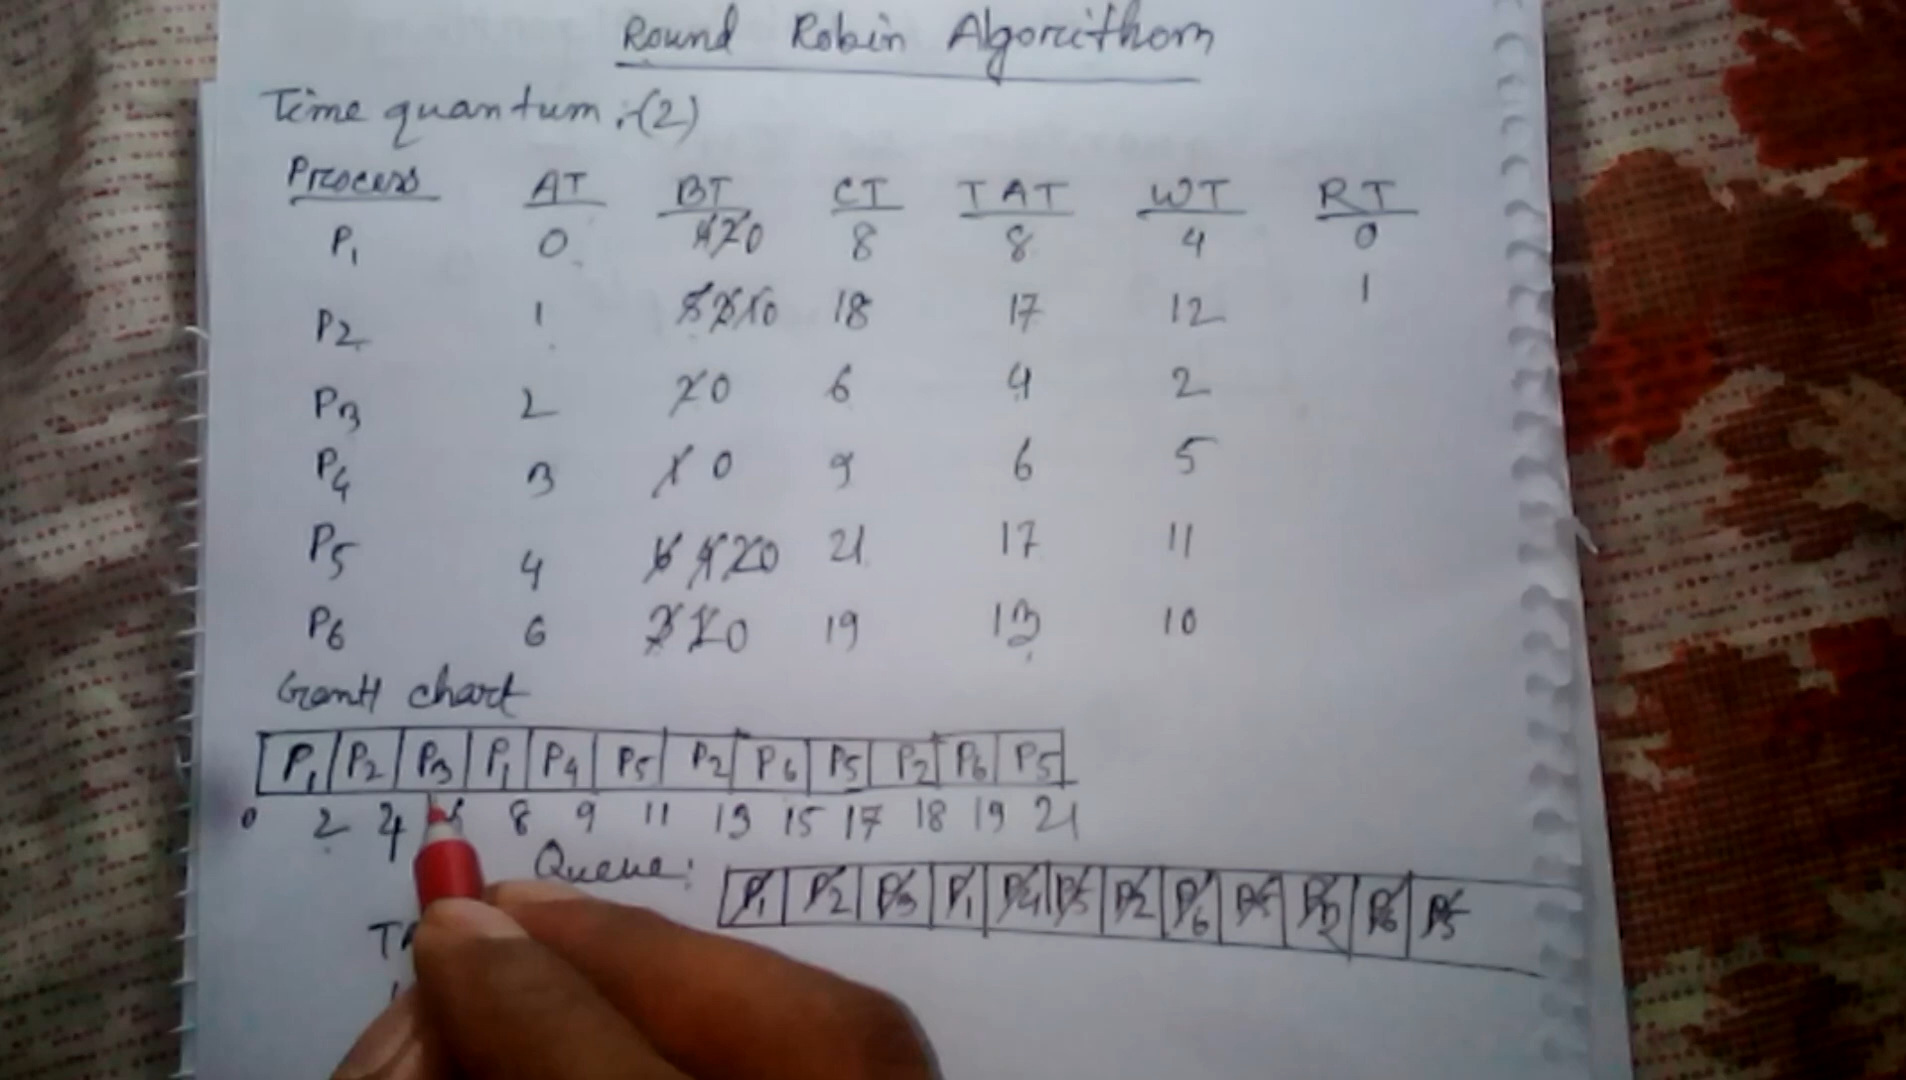 Round Robin Algorithom
Time quantum :-(2)
Process AT BT CT TAT WT RT
P1 0 4 2 0 8 8 4 0
P2 1 5 3 1 0 18 17 12 1
P3 2 2 0 6 4 2
P4 3 1 0 9 6 5
P5 4 6 4 2 0 21 17 11
P6 6 3 1 0 19 13 10
Gantt chart
P1 P2 P3 P1 P4 P5 P2 P6 P5 P2 P6 P5
0 2 4 8 9 11 13 15 17 18 19 21
Queue:
P1 P2 P3 P1 P4 P5 P2 P6 P5 P2 P6 P5